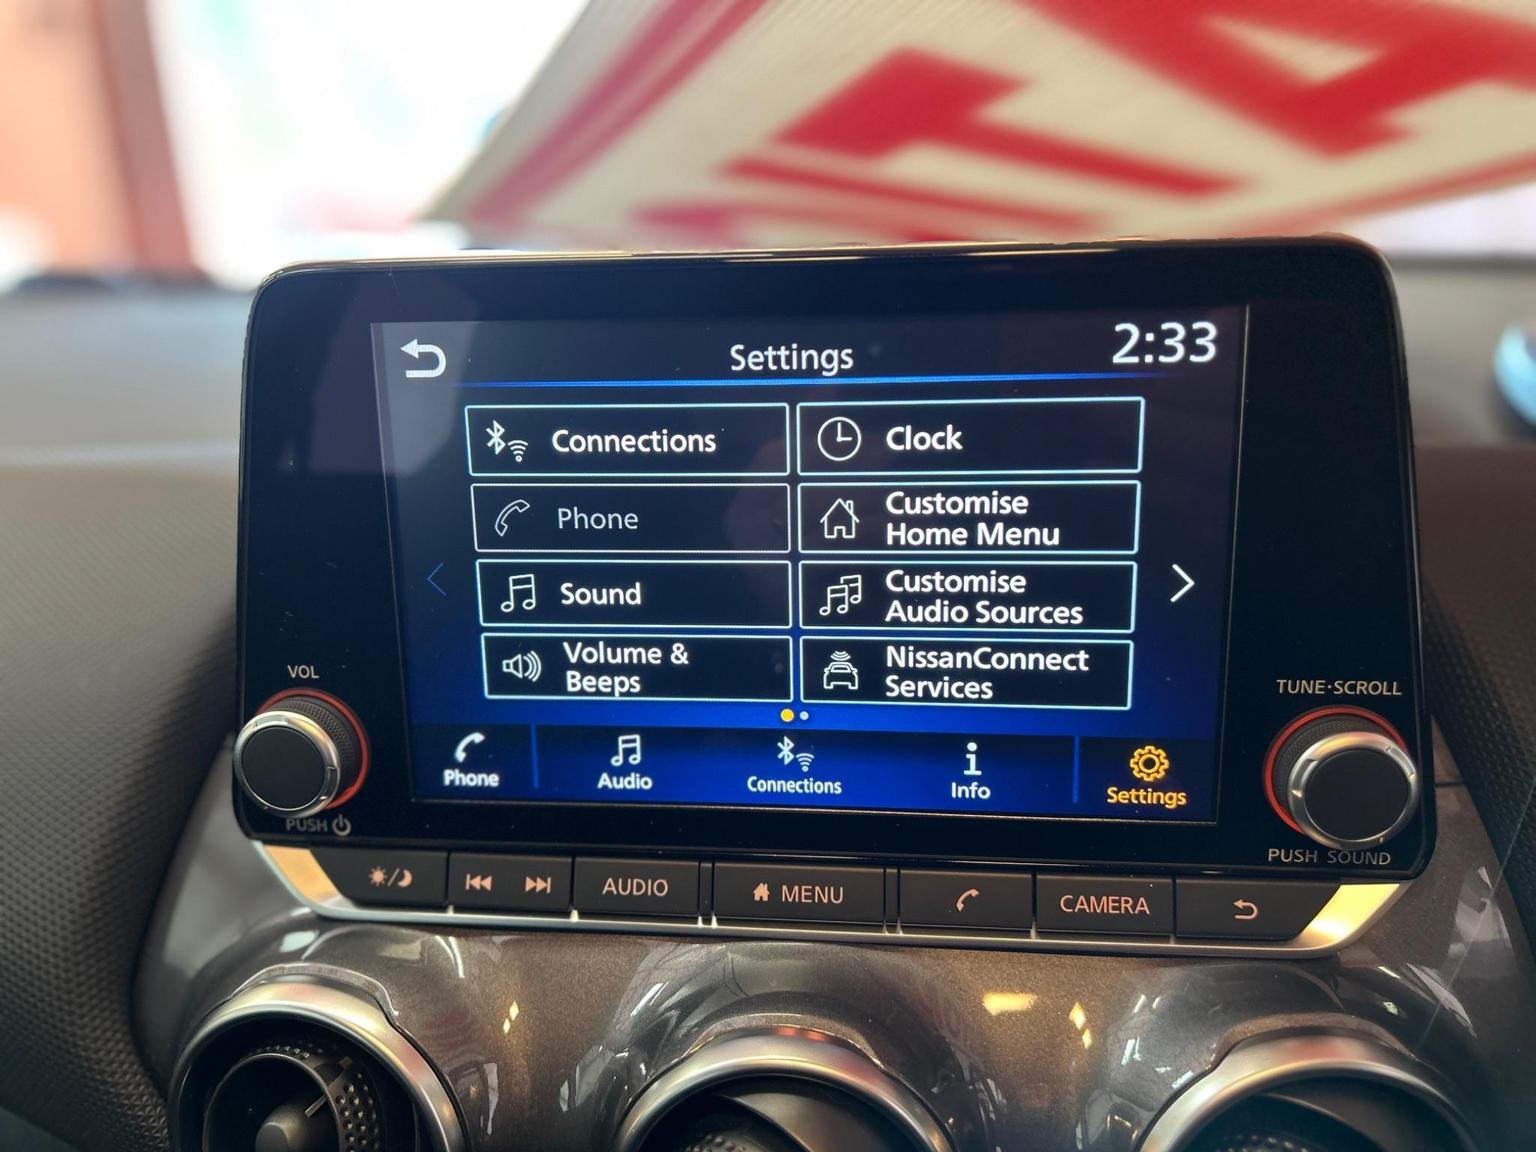 Settings
2:33
Connections
Clock
Phone
Customise
Home Menu
Sound
Customise
Audio Sources
Volume &
Beeps
NissanConnect
Services
VOL
TUNE·SCROLL
Phone
Audio
Connections
Info
Settings
PUSH
PUSH SOUND
AUDIO
MENU
CAMERA